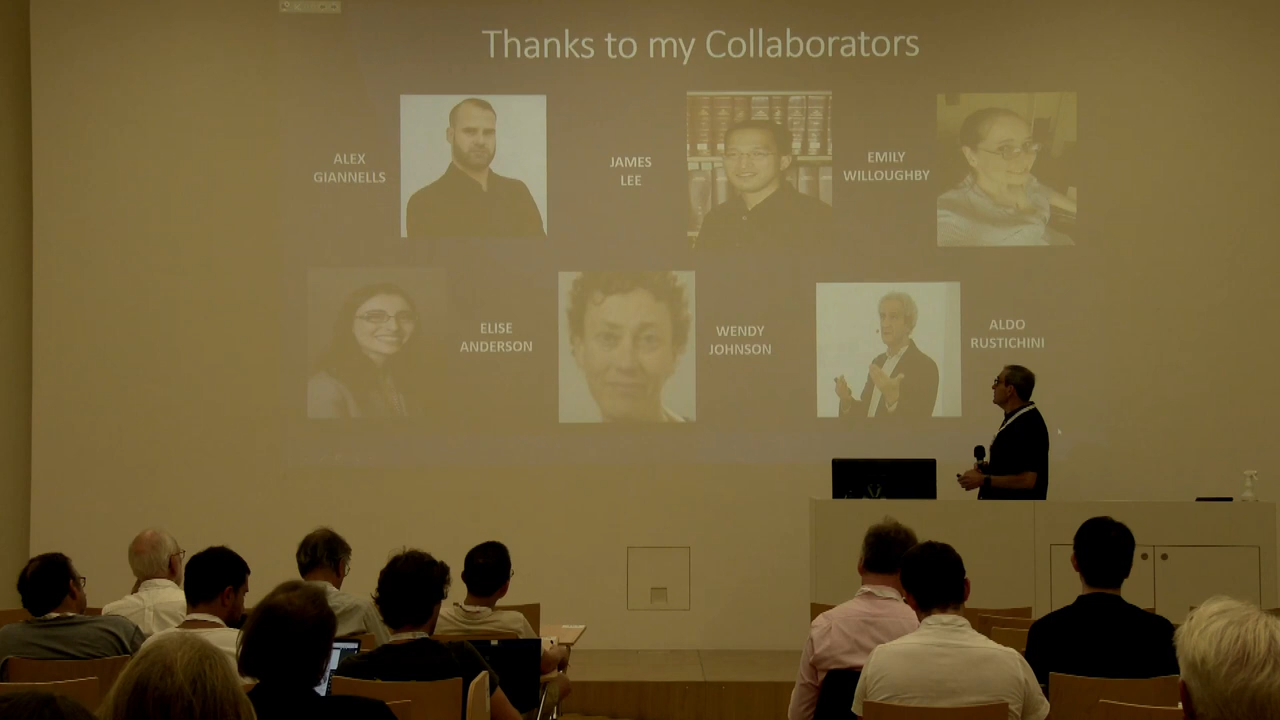 Thanks to my Collaborators
ALEX
GIANNELLS
JAMES
LEE
EMILY
WILLOUGHBY
ELISE
ANDERSON
WENDY
JOHNSON
ALDO
RUSTICHINI